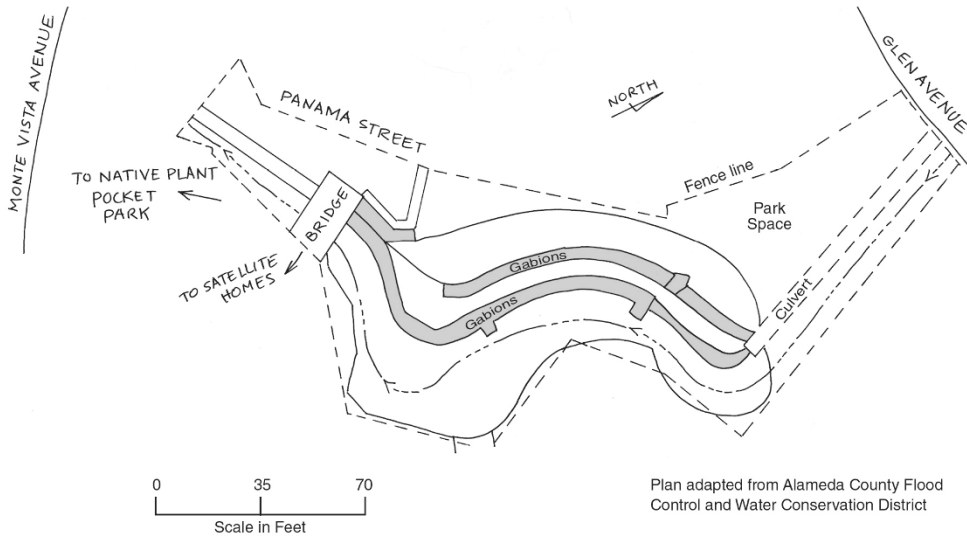 MONTE VISTA AVENUE
PANAMA STREET
NORTH
GLEN AVENUE
TO NATIVE PLANT
POCKET
PARK
BRIDGE
TO SATELLITE
HOMES
Fence line
Park
Space
Gabions
Gabions
Culvert
0 35 70
Scale in Feet
Plan adapted from Alameda County Flood
Control and Water Conservation District